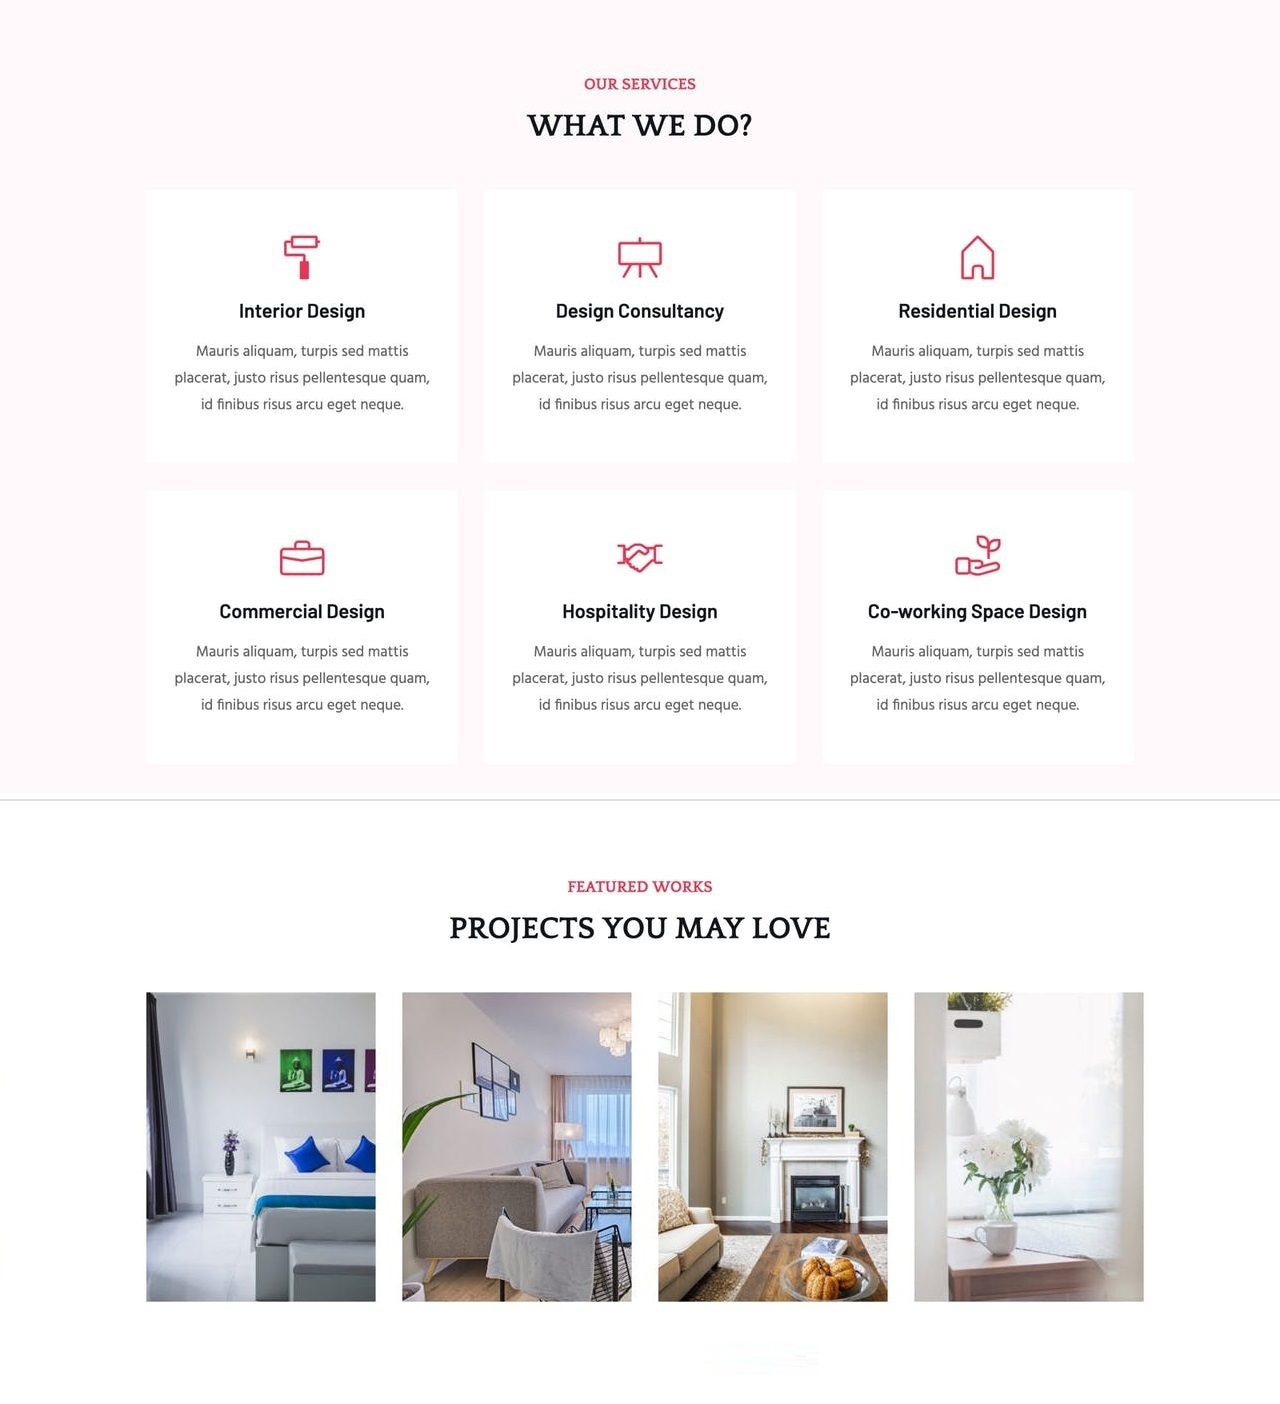 OUR SERVICES
WHAT WE DO?
Interior Design
Mauris aliquam, turpis sed mattis
placerat, justo risus pellentesque quam,
id finibus risus arcu eget neque.
Design Consultancy
Mauris aliquam, turpis sed mattis
placerat, justo risus pellentesque quam,
id finibus risus arcu eget neque.
Residential Design
Mauris aliquam, turpis sed mattis
placerat, justo risus pellentesque quam,
id finibus risus arcu eget neque.
Commercial Design
Mauris aliquam, turpis sed mattis
placerat, justo risus pellentesque quam,
id finibus risus arcu eget neque.
Hospitality Design
Mauris aliquam, turpis sed mattis
placerat, justo risus pellentesque quam,
id finibus risus arcu eget neque.
Co-working Space Design
Mauris aliquam, turpis sed mattis
placerat, justo risus pellentesque quam,
id finibus risus arcu eget neque.
FEATURED WORKS
PROJECTS YOU MAY LOVE